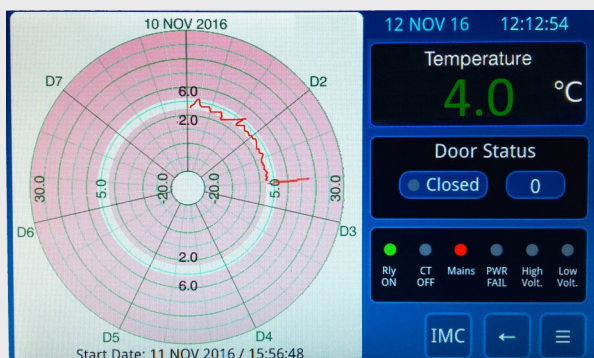 10 NOV 2016
12 NOV 16 12:12:54
D7
D2
6.0
2.0
Temperature
4.0 °C
30.0
5.0
-20.0
-20.0
5.0
30.0
Door Status
Closed
0
D6
D3
2.0
6.0
Rly ON
CT OFF
Mains
PWR FAIL
High Volt.
Low Volt.
D5
D4
IMC
Start Date: 11 NOV 2016 / 15:56:48